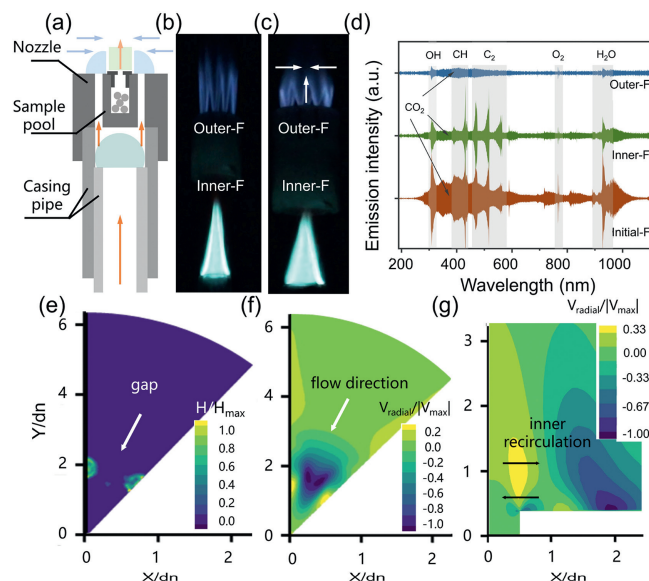 (a)
Nozzle
Sample
pool
Casing
pipe
(b)
Outer-F
Inner-F
(c)
Outer-F
Inner-F
(d)
OH CH C₂ O₂ H₂O
Outer-F
CO₂
Inner-F
Initial-F
Emission intensity (a.u.)
200 400 600 800 1000
Wavelength (nm)
(e)
6
4
2
0
Y/dn
gap
H/Hmax
1.0
0.8
0.6
0.4
0.2
0.0
0 1 2
X/dn
(f)
6
4
2
0
flow direction
Vradial/|Vmax|
0.2
0.0
-0.2
-0.4
-0.6
-0.8
-1.0
0 1 2
X/dn
(g)
Vradial/|Vmax|
0.33
0.00
-0.33
-0.67
-1.00
3
2
1
0
inner
recirculation
0 1 2
X/dn